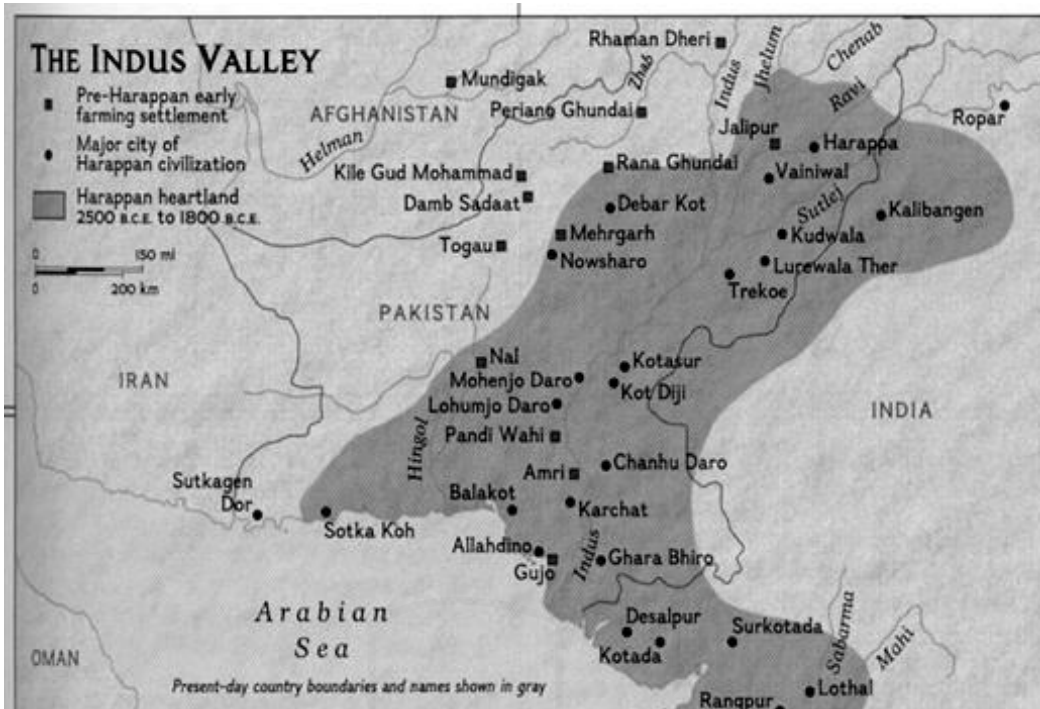 THE INDUS VALLEY
Pre-Harappan early
farming settlement
Major city of
Harappan civilization
Harappan heartland
2500 B.C.E. to 1800 B.C.E.
0 150 mi
0 200 km
Rhaman Dheri
Mundigak
AFGHANISTAN
Periano Ghundai
Zhab
Indus
Jhelum
Chenab
Ravi
Ropar
Helman
Jalipur
Harappa
Kile Gud Mohammad
Rana Ghundai
Vainiwal
Damb Sadaat
Debar Kot
Sutlej
Kalibangen
Togau
Mehrgarh
Kudwala
Nowsharo
Lurewala Ther
Trekoe
PAKISTAN
Nal
Kotasur
IRAN
Mohenjo Daro
Kot Diji
Lohumjo Daro
INDIA
Hingol
Pandi Wahi
Amri
Chanhu Daro
Sutkagen
Dor
Balakot
Karchat
Sotka Koh
Allahdino
Indus
Ghara Bhiro
Gujo
Arabian
Sea
Desalpur
Surkotada
Sabarma
Mahi
Kotada
OMAN
Lothal
Present-day country boundaries and names shown in gray
Rangpur